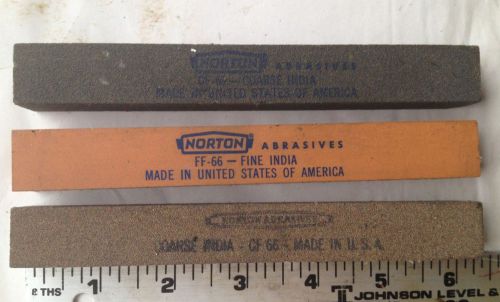 NORTON ABRASIVES
CF-66 - COARSE INDIA
MADE IN UNITED STATES OF AMERICA
NORTON ABRASIVES
FF-66 - FINE INDIA
MADE IN UNITED STATES OF AMERICA
NORTON ABRASIVES
COARSE INDIA - CF 66 - MADE IN U.S.A.
8 THS 1 2 3 4 5 6
JOHNSON LEVEL &